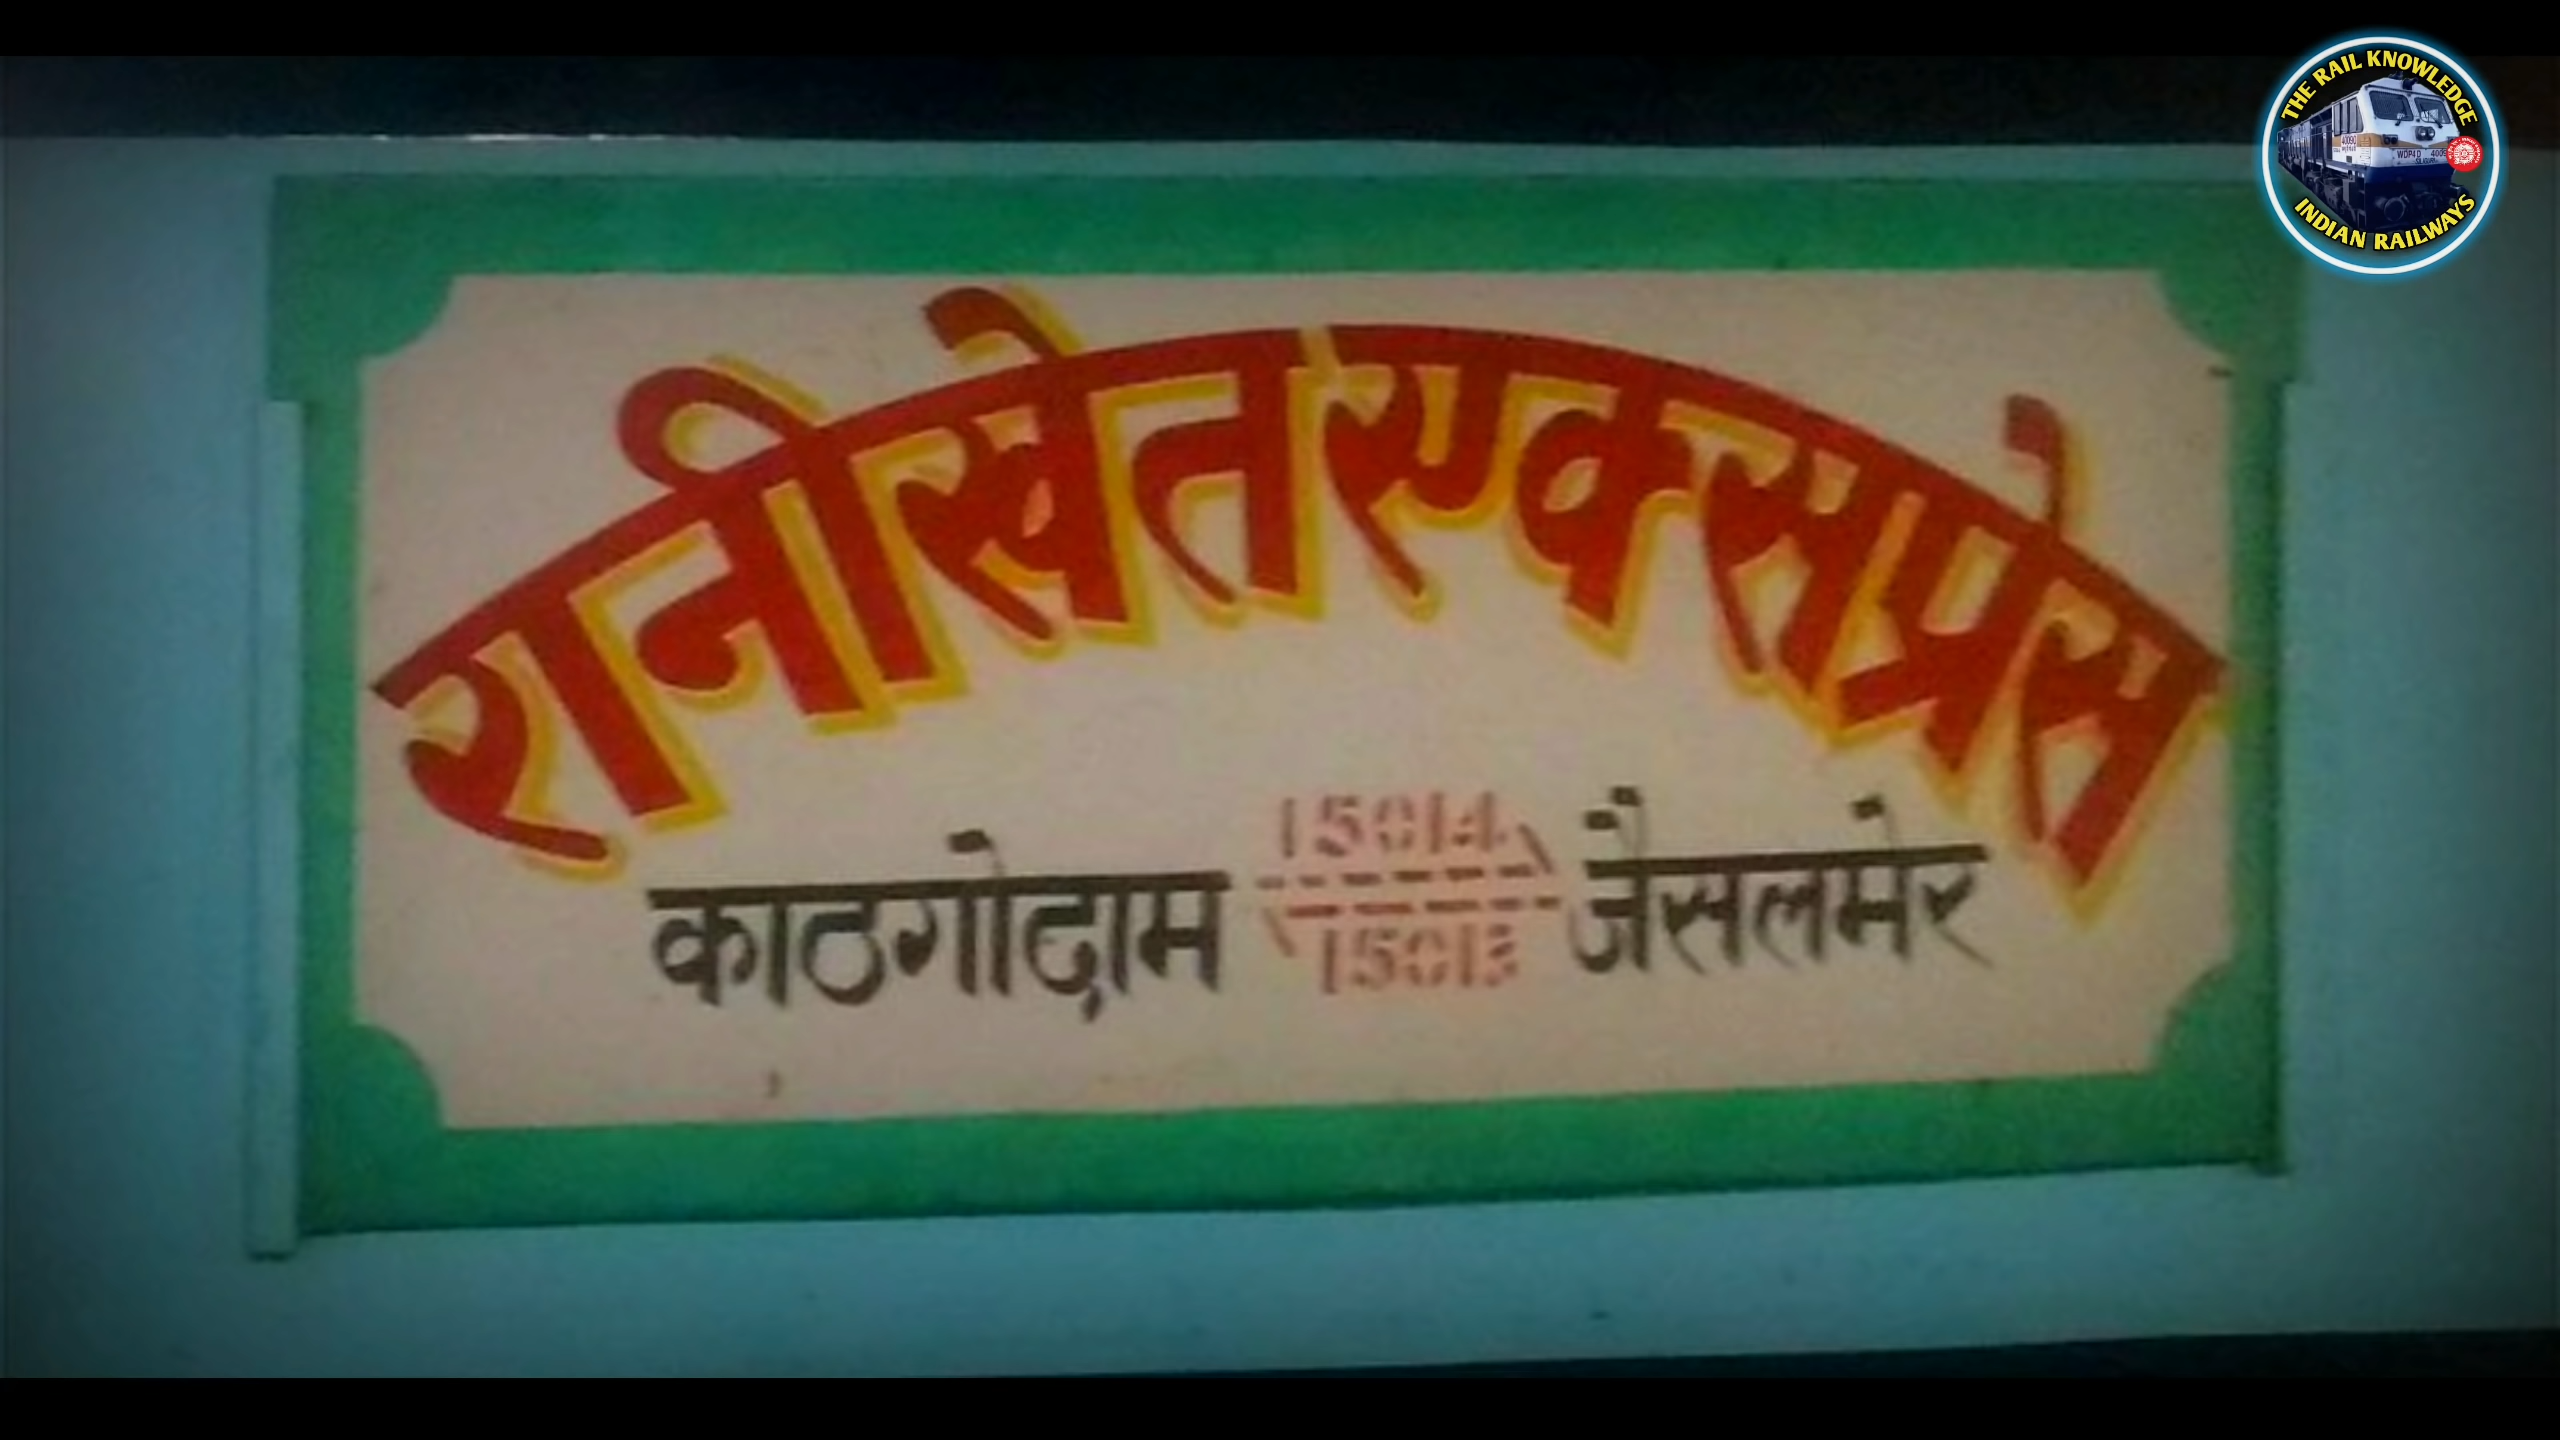 THE RAIL KNOWLEDGE
INDIAN RAILWAYS
रानीखेत एक्सप्रेस
15014
काठगोदाम जैसलमेर
15013